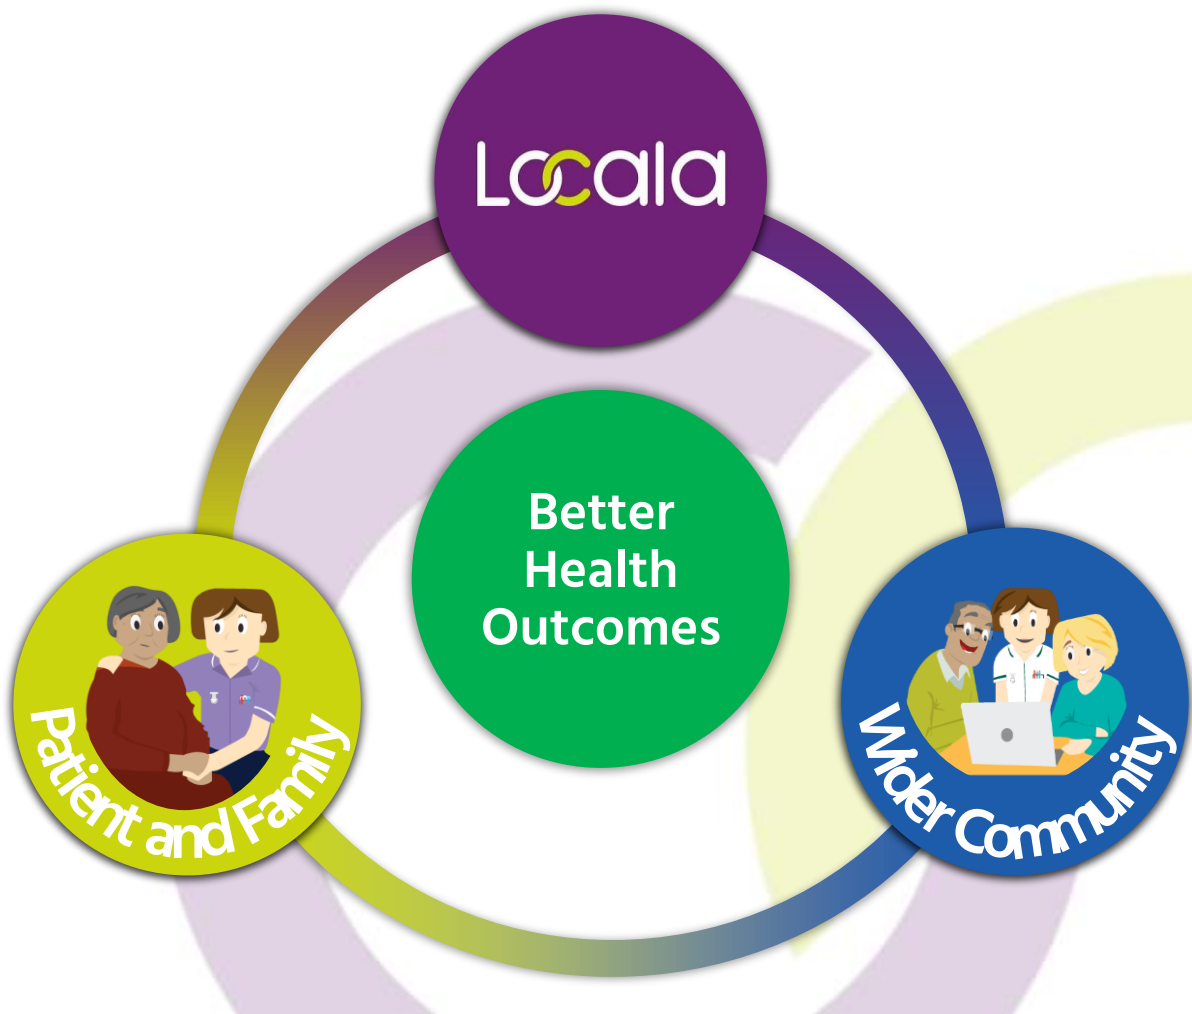 Locala
Better
Health
Outcomes
Patient and Family
Wider Community